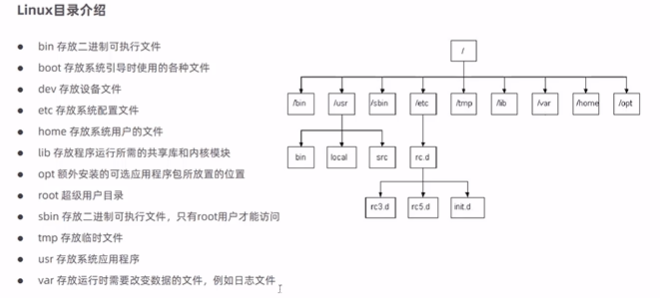 Linux目录介绍
● bin 存放二进制可执行文件
● boot 存放系统引导时使用的各种文件
● dev 存放设备文件
● etc 存放系统配置文件
● home 存放系统用户的文件
● lib 存放程序运行所需的共享库和内核模块
● opt 额外安装的可选应用程序包所放置的位置
● root 超级用户目录
● sbin 存放二进制可执行文件，只有root用户才能访问
● tmp 存放临时文件
● usr 存放系统应用程序
● var 存放运行时需要改变数据的文件，例如日志文件
/
/bin /usr /sbin /etc /tmp /lib /var /home /opt
bin local src rc.d
rc3.d rc5.d init.d